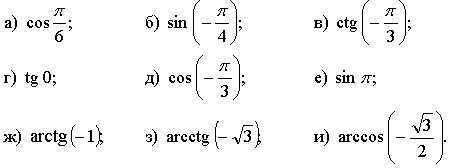 а) cos π/6;   б) sin (−π/4);   в) ctg (−π/3);
г) tg 0;   д) cos (−π/3);   е) sin π;
ж) arctg(−1);   з) arcctg(−√3);   и) arccos (−√3/2).